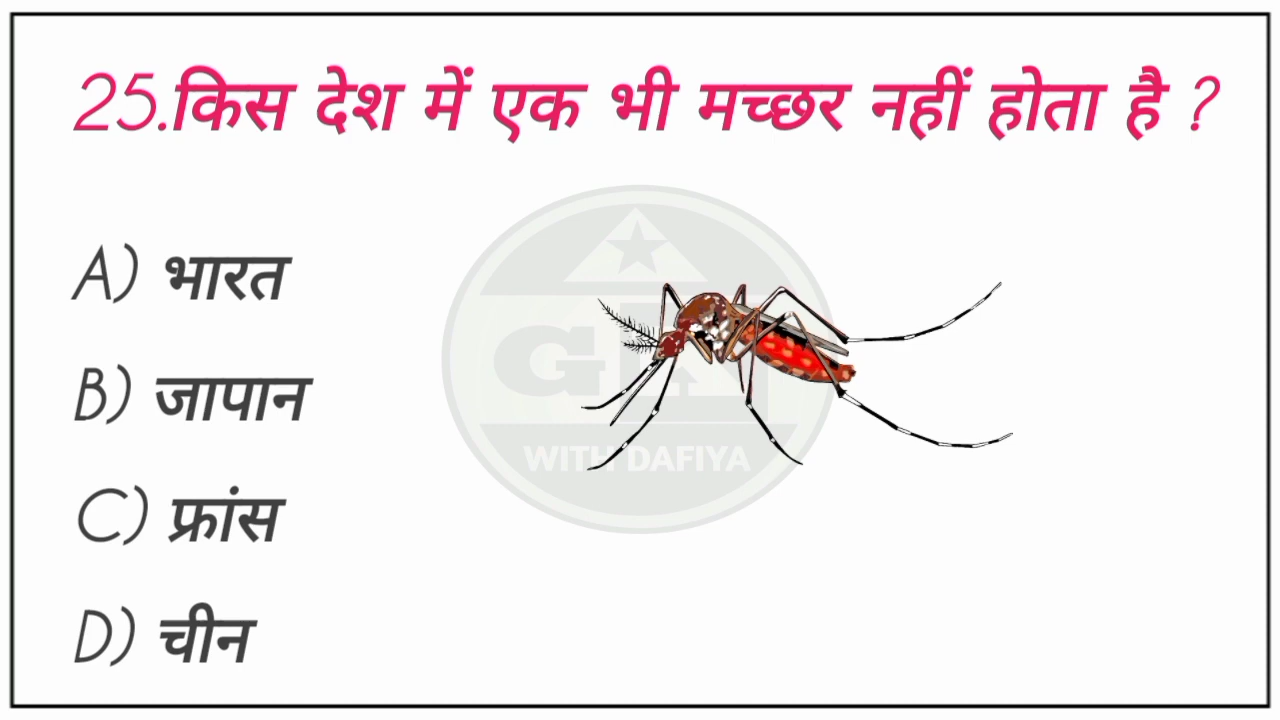 25.किस देश में एक भी मच्छर नहीं होता है ?
A) भारत
B) जापान
C) फ्रांस
D) चीन
WITH DAFIYA